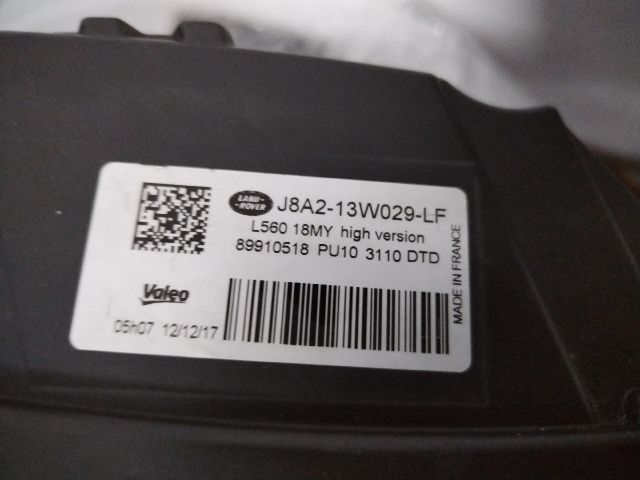 LAND-
ROVER
J8A2-13W029-LF
L560 18MY high version
89910518 PU10 3110 DTD
Valeo
05h07 12/12/17
MADE IN FRANCE